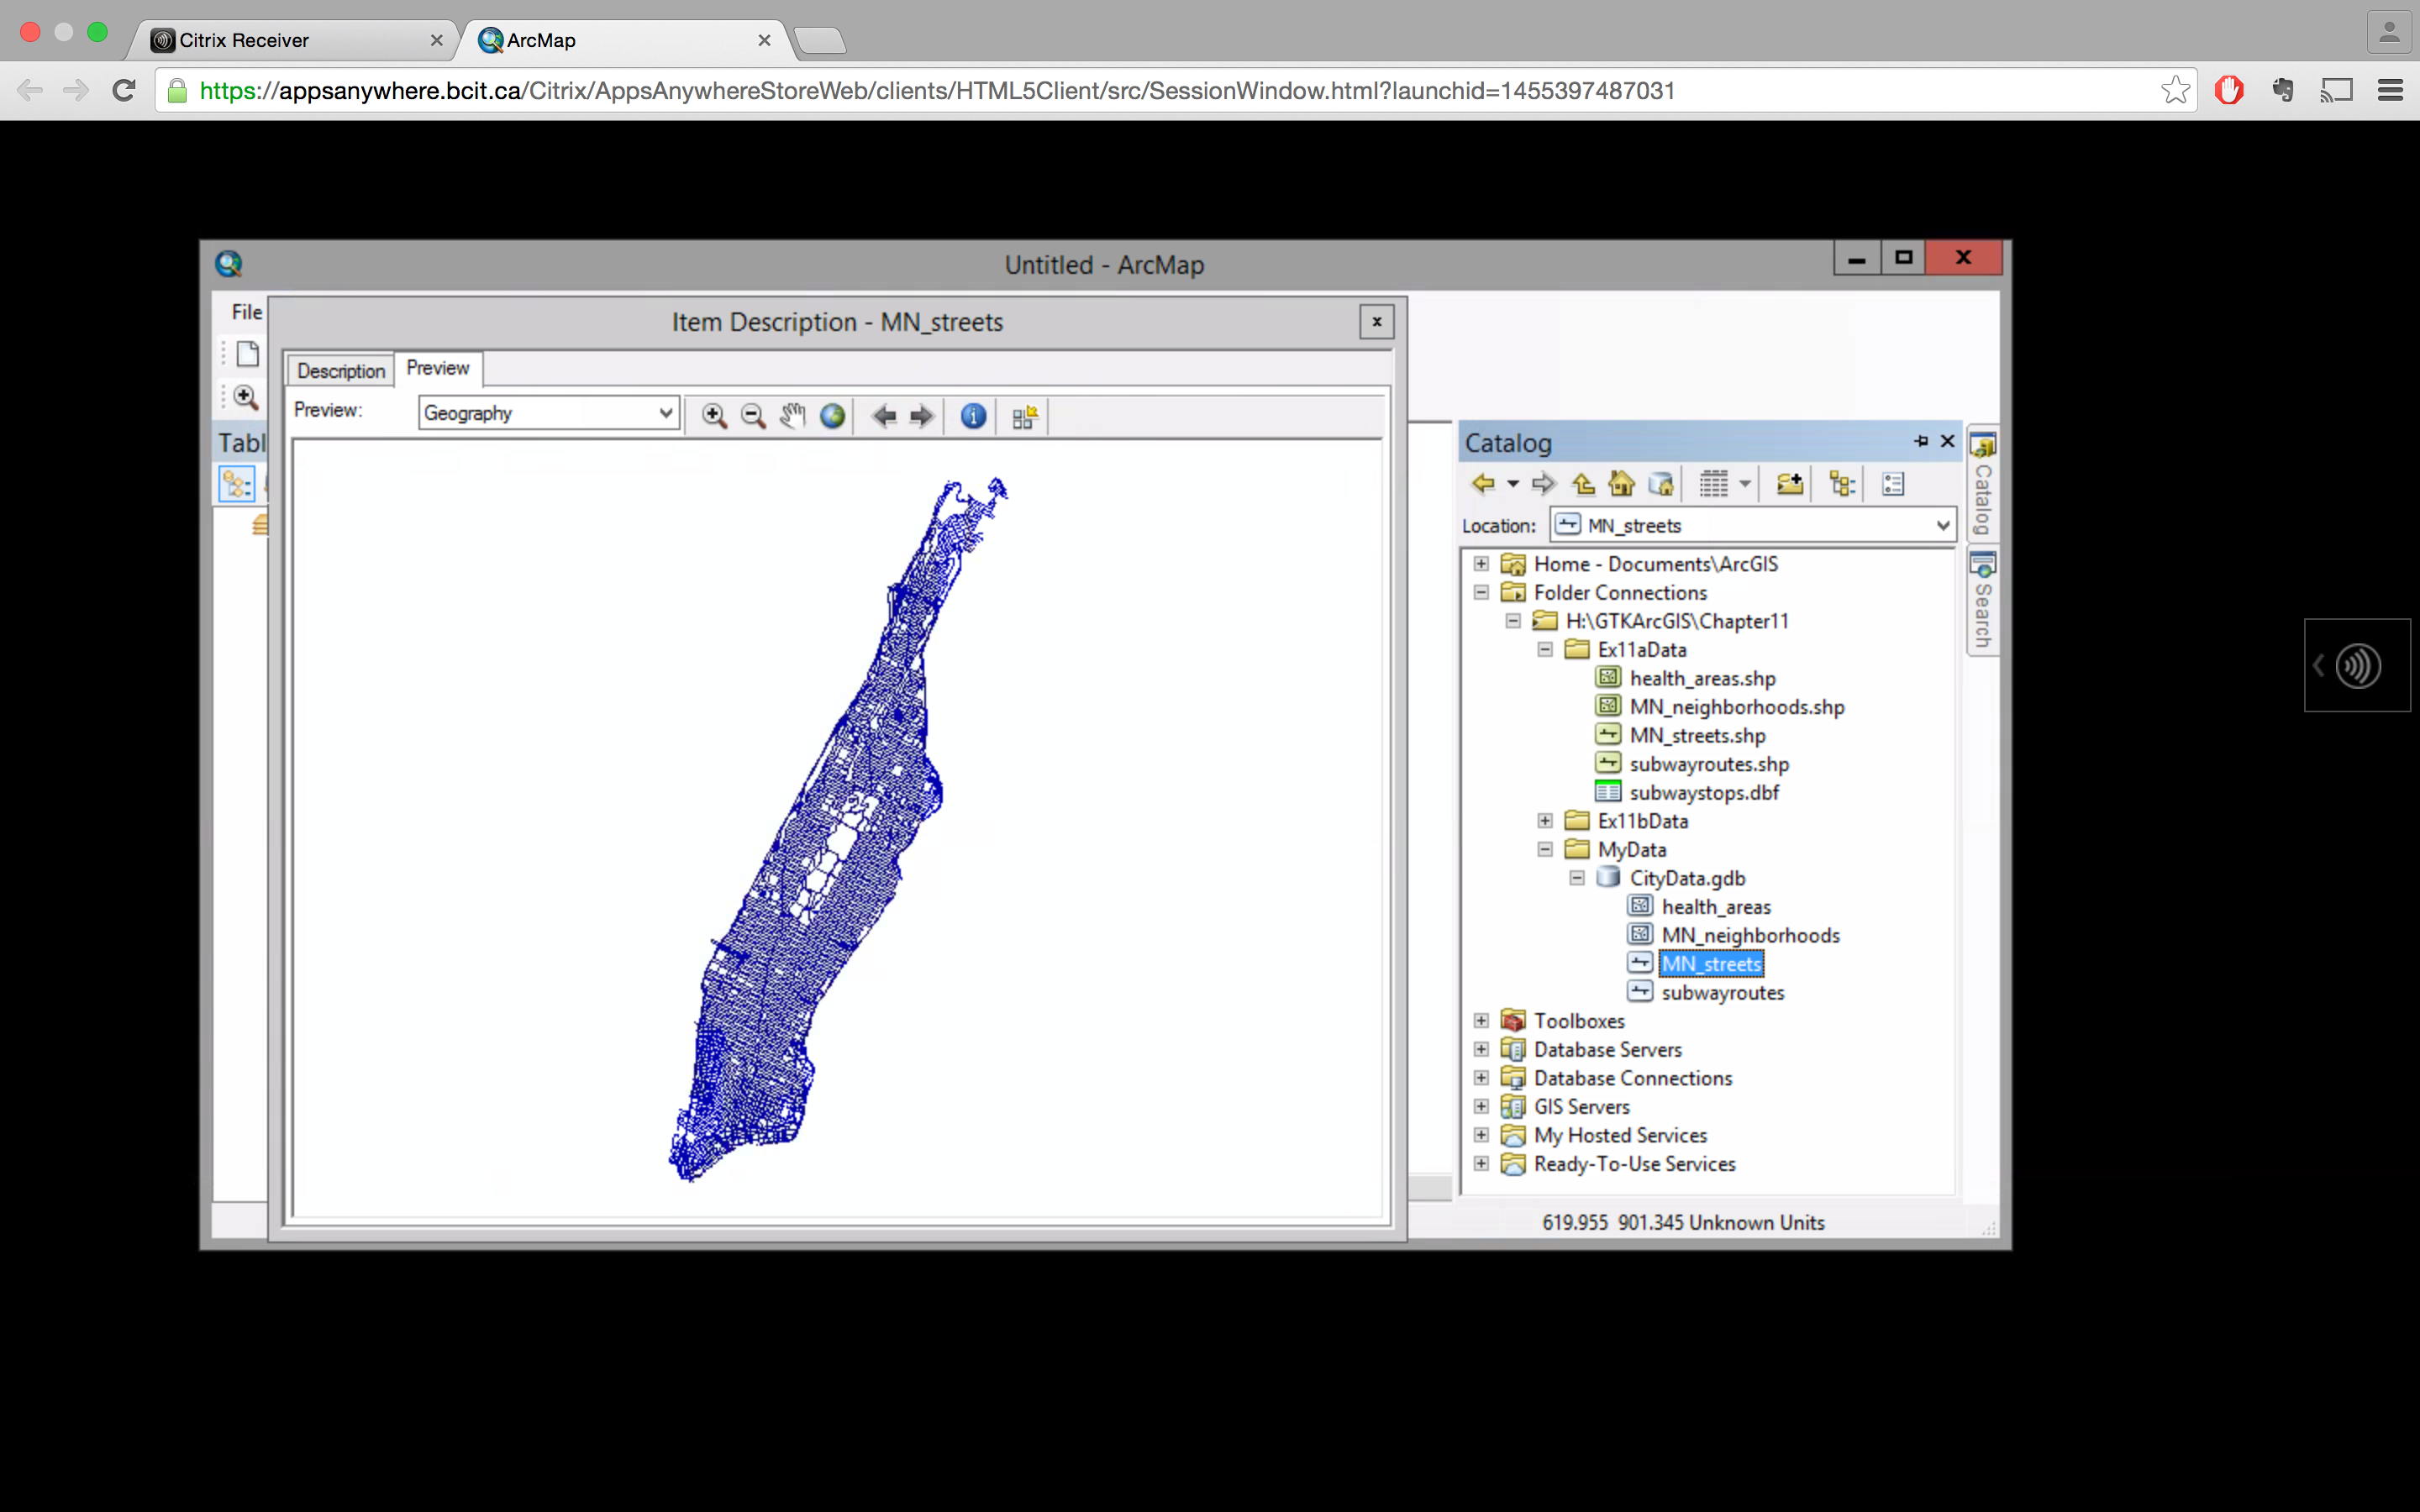 Citrix Receiver
ArcMap
https://appsanywhere.bcit.ca/Citrix/AppsAnywhereStoreWeb/clients/HTML5Client/src/SessionWindow.html?launchid=1455397487031
Untitled - ArcMap
File
Item Description - MN_streets
Description
Preview
Preview:
Geography
Tabl
Catalog
Location:
MN_streets
Home - Documents\ArcGIS
Folder Connections
H:\GTKArcGIS\Chapter11
Ex11aData
health_areas.shp
MN_neighborhoods.shp
MN_streets.shp
subwayroutes.shp
subwaystops.dbf
Ex11bData
MyData
CityData.gdb
health_areas
MN_neighborhoods
MN_streets
subwayroutes
Toolboxes
Database Servers
Database Connections
GIS Servers
My Hosted Services
Ready-To-Use Services
Catalog
Search
619.955 901.345 Unknown Units